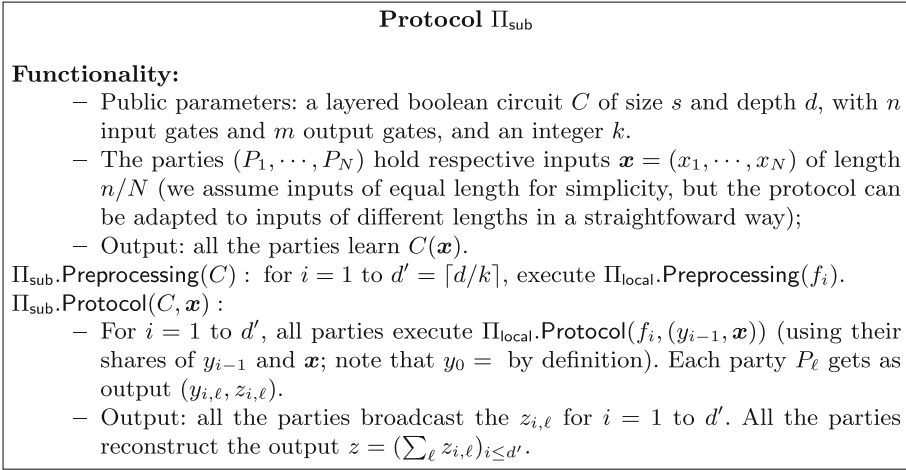 Protocol Π_sub
Functionality:
– Public parameters: a layered boolean circuit C of size s and depth d, with n
input gates and m output gates, and an integer k.
– The parties (P_1, ⋯ , P_N) hold respective inputs x = (x_1, ⋯ , x_N) of length
n/N (we assume inputs of equal length for simplicity, but the protocol can
be adapted to inputs of different lengths in a straightfoward way);
– Output: all the parties learn C(x).
Π_sub.Preprocessing(C) : for i = 1 to d′ = ⌈d/k⌉, execute Π_local.Preprocessing(f_i).
Π_sub.Protocol(C, x) :
– For i = 1 to d′, all parties execute Π_local.Protocol(f_i, (y_{i−1}, x)) (using their
shares of y_{i−1} and x; note that y_0 = by definition). Each party P_ℓ gets as
output (y_{i,ℓ}, z_{i,ℓ}).
– Output: all the parties broadcast the z_{i,ℓ} for i = 1 to d′. All the parties
reconstruct the output z = (∑_ℓ z_{i,ℓ})_{i≤d′}.